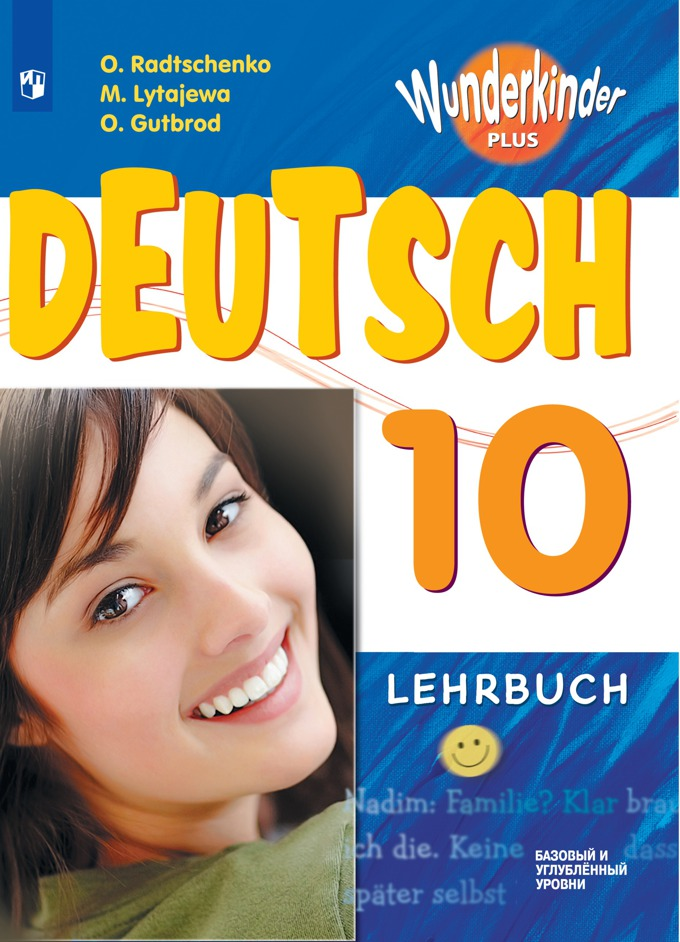 O. Radtschenko
M. Lytajewa
O. Gutbrod
Wunderkinder
PLUS
DEUTSCH
10
LEHRBUCH
Nadim: Familie? Klar brau
ich die. Keine dass
später selbst
БАЗОВЫЙ И
УГЛУБЛЁННЫЙ
УРОВНИ